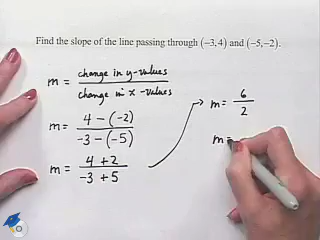 Find the slope of the line passing through (−3, 4) and (−5, −2).
m = change in y-values / change in x-values
m = 4 − (−2) / −3 − (−5)
m = 4 + 2 / −3 + 5
m = 6 / 2
m =